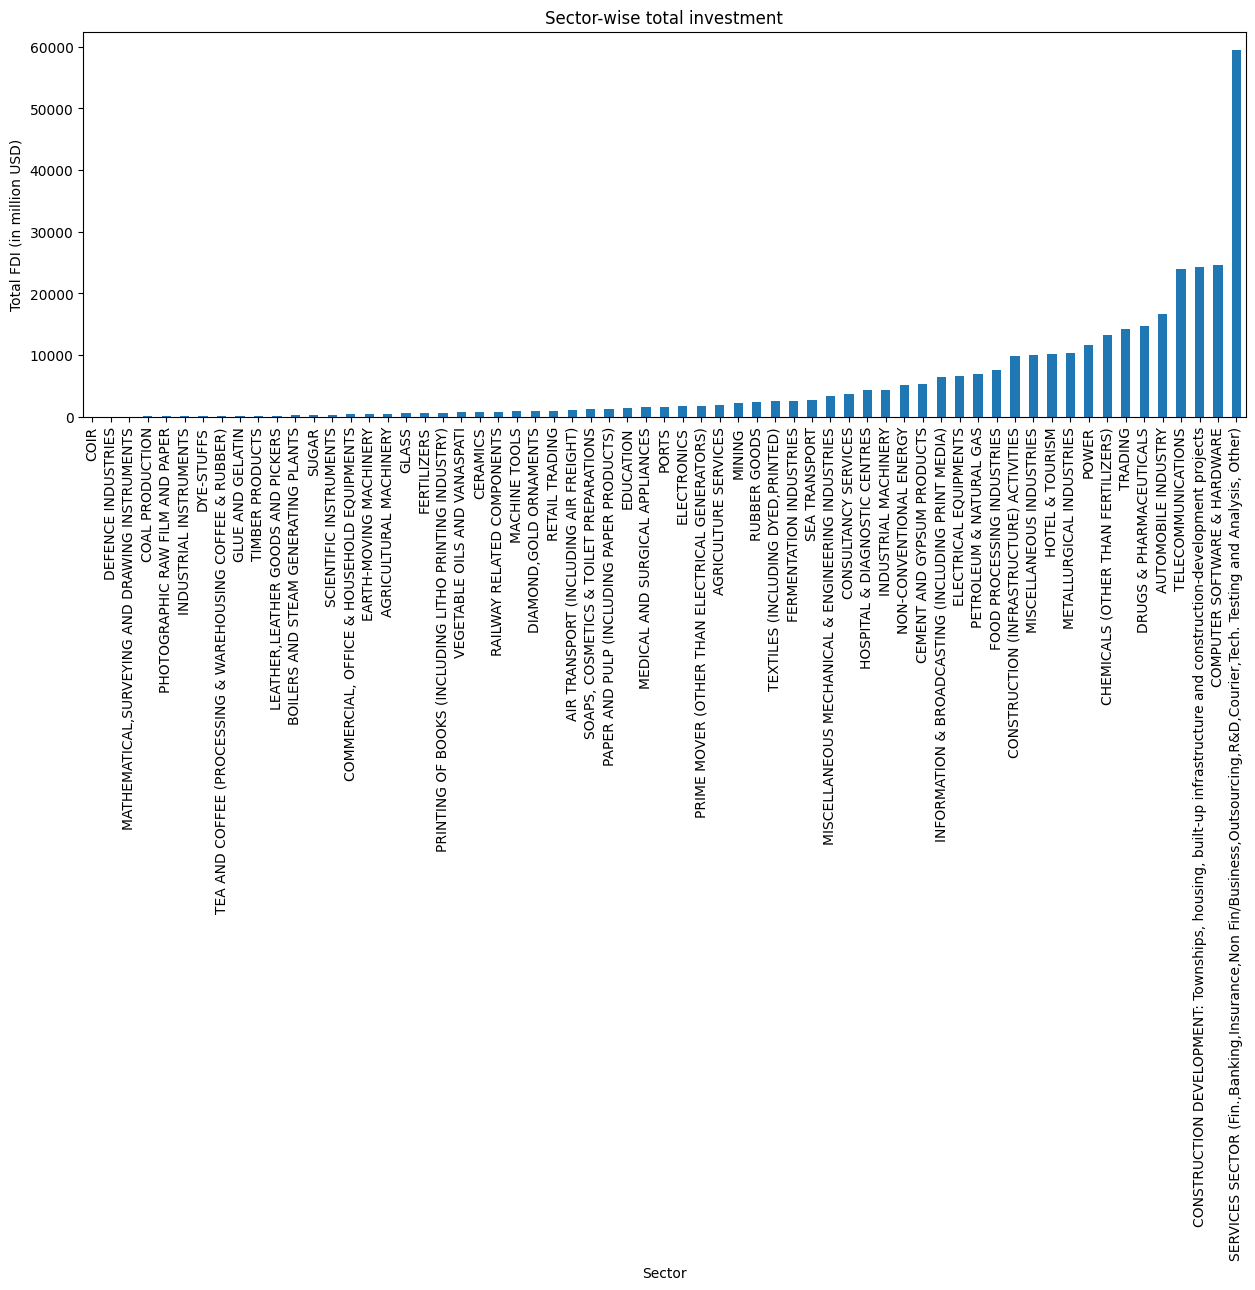 Sector-wise total investment
Total FDI (in million USD)
60000
50000
40000
30000
20000
10000
0
COIR
DEFENCE INDUSTRIES
MATHEMATICAL,SURVEYING AND DRAWING INSTRUMENTS
COAL PRODUCTION
PHOTOGRAPHIC RAW FILM AND PAPER
INDUSTRIAL INSTRUMENTS
DYE-STUFFS
TEA AND COFFEE (PROCESSING & WAREHOUSING COFFEE & RUBBER)
GLUE AND GELATIN
TIMBER PRODUCTS
LEATHER,LEATHER GOODS AND PICKERS
BOILERS AND STEAM GENERATING PLANTS
SUGAR
SCIENTIFIC INSTRUMENTS
COMMERCIAL, OFFICE & HOUSEHOLD EQUIPMENTS
EARTH-MOVING MACHINERY
AGRICULTURAL MACHINERY
GLASS
FERTILIZERS
PRINTING OF BOOKS (INCLUDING LITHO PRINTING INDUSTRY)
VEGETABLE OILS AND VANASPATI
CERAMICS
RAILWAY RELATED COMPONENTS
MACHINE TOOLS
DIAMOND,GOLD ORNAMENTS
RETAIL TRADING
AIR TRANSPORT (INCLUDING AIR FREIGHT)
SOAPS, COSMETICS & TOILET PREPARATIONS
PAPER AND PULP (INCLUDING PAPER PRODUCTS)
EDUCATION
MEDICAL AND SURGICAL APPLIANCES
PORTS
ELECTRONICS
PRIME MOVER (OTHER THAN ELECTRICAL GENERATORS)
AGRICULTURE SERVICES
MINING
RUBBER GOODS
TEXTILES (INCLUDING DYED,PRINTED)
FERMENTATION INDUSTRIES
SEA TRANSPORT
MISCELLANEOUS MECHANICAL & ENGINEERING INDUSTRIES
CONSULTANCY SERVICES
HOSPITAL & DIAGNOSTIC CENTRES
INDUSTRIAL MACHINERY
NON-CONVENTIONAL ENERGY
CEMENT AND GYPSUM PRODUCTS
INFORMATION & BROADCASTING (INCLUDING PRINT MEDIA)
ELECTRICAL EQUIPMENTS
PETROLEUM & NATURAL GAS
FOOD PROCESSING INDUSTRIES
CONSTRUCTION (INFRASTRUCTURE) ACTIVITIES
MISCELLANEOUS INDUSTRIES
HOTEL & TOURISM
METALLURGICAL INDUSTRIES
POWER
CHEMICALS (OTHER THAN FERTILIZERS)
TRADING
DRUGS & PHARMACEUTICALS
AUTOMOBILE INDUSTRY
TELECOMMUNICATIONS
CONSTRUCTION DEVELOPMENT: Townships, housing, built-up infrastructure and construction-development projects
COMPUTER SOFTWARE & HARDWARE
SERVICES SECTOR (Fin.,Banking,Insurance,Non Fin/Business,Outsourcing,R&D,Courier,Tech. Testing and Analysis, Other)
Sector